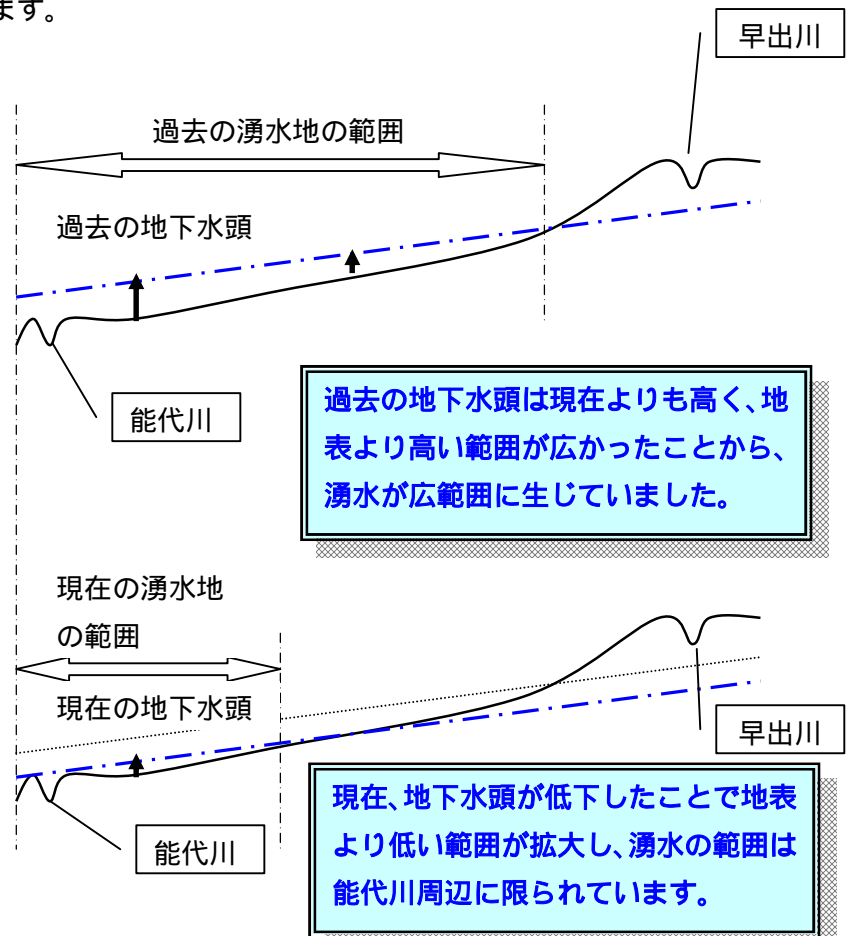 ます。
早出川
過去の湧水地の範囲
過去の地下水頭
能代川
過去の地下水頭は現在よりも高く、地
表より高い範囲が広かったことから、
湧水が広範囲に生じていました。
現在の湧水地
の範囲
現在の地下水頭
早出川
能代川
現在、地下水頭が低下したことで地表
より低い範囲が拡大し、湧水の範囲は
能代川周辺に限られています。